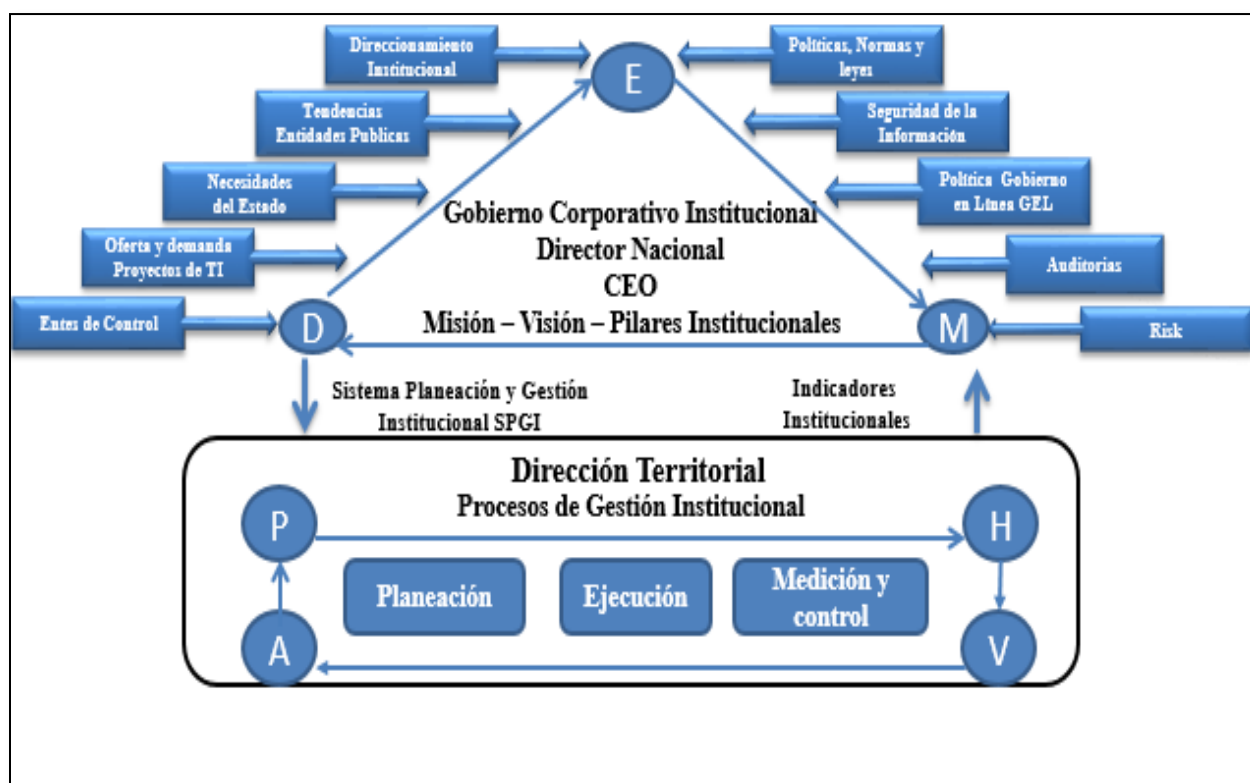 Direccionamiento
Institucional
E
Políticas, Normas y
leyes
Tendencias
Entidades Publicas
Seguridad de la
Información
Necesidades
del Estado
Política Gobierno
en Línea GEL
Gobierno Corporativo Institucional
Director Nacional
CEO
Misión – Visión – Pilares Institucionales
Oferta y demanda
Proyectos de TI
Auditorias
Entes de Control
D
M
Risk
Sistema Planeación y Gestión
Institucional SPGI
Indicadores
Institucionales
Dirección Territorial
Procesos de Gestión Institucional
P
H
Planeación
Ejecución
Medición y
control
A
V